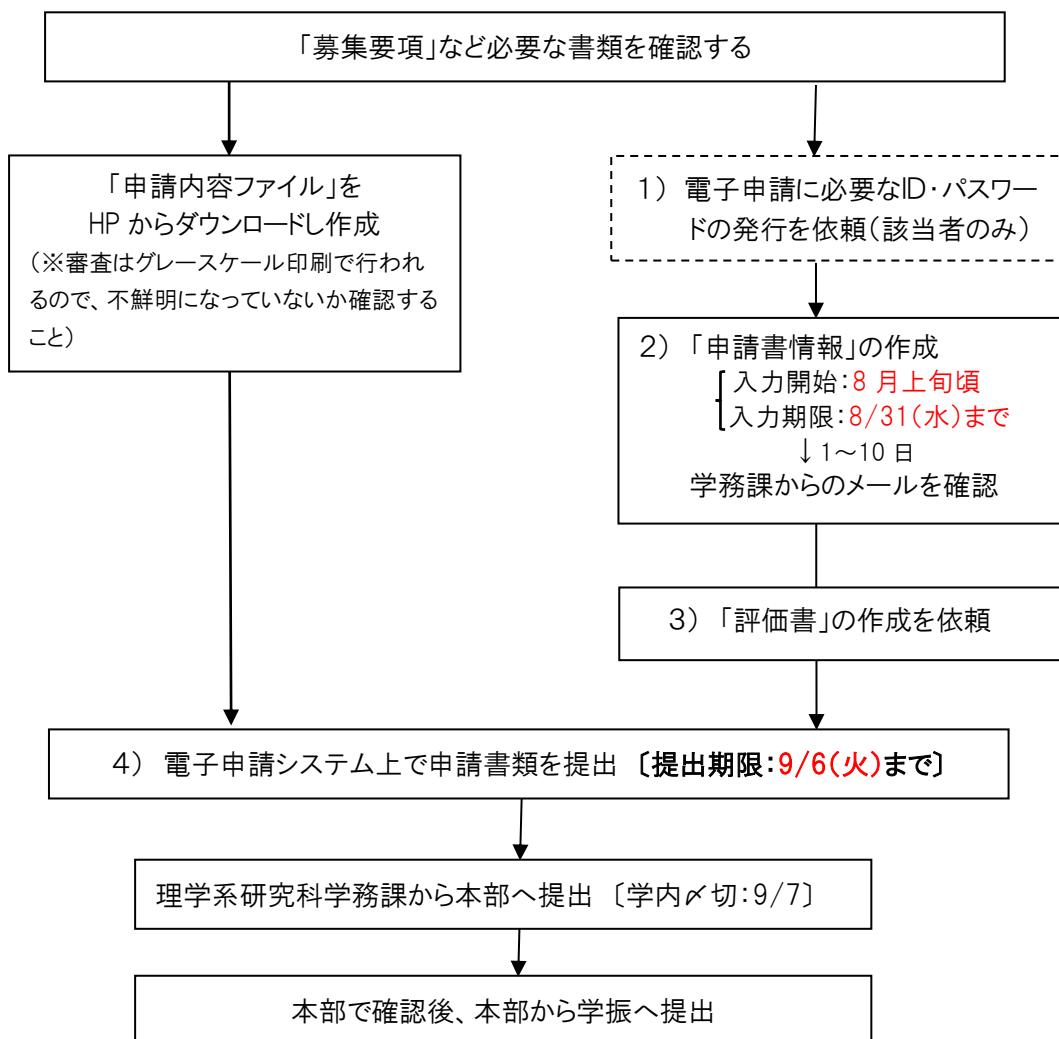 「募集要項」など必要な書類を確認する
「申請内容ファイル」を
HP からダウンロードし作成
（※審査はグレースケール印刷で行われ
るので、不鮮明になっていないか確認する
こと）
1） 電子申請に必要なID・パスワー
ドの発行を依頼（該当者のみ）
2） 「申請書情報」の作成
入力開始：8 月上旬頃
入力期限：8/31（水）まで
↓1～10 日
学務課からのメールを確認
3） 「評価書」の作成を依頼
4） 電子申請システム上で申請書類を提出 〔提出期限：9/6（火）まで〕
理学系研究科学務課から本部へ提出 〔学内〆切：9/7〕
本部で確認後、本部から学振へ提出